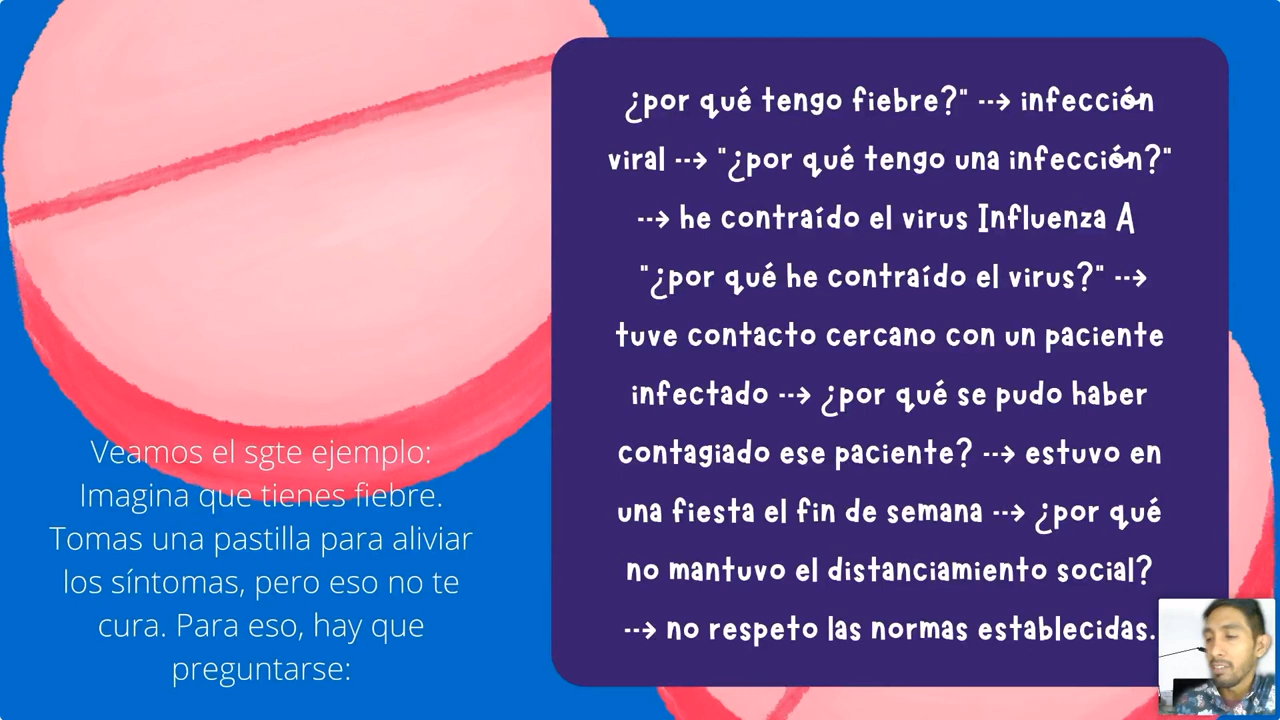 Veamos el sgte ejemplo:
Imagina que tienes fiebre.
Tomas una pastilla para aliviar
los síntomas, pero eso no te
cura. Para eso, hay que
preguntarse:
¿por qué tengo fiebre?" --> infección
viral --> "¿por qué tengo una infección?"
--> he contraído el virus Influenza A
"¿por qué he contraído el virus?" -->
tuve contacto cercano con un paciente
infectado --> ¿por qué se pudo haber
contagiado ese paciente? --> estuvo en
una fiesta el fin de semana --> ¿por qué
no mantuvo el distanciamiento social?
--> no respeto las normas establecidas.